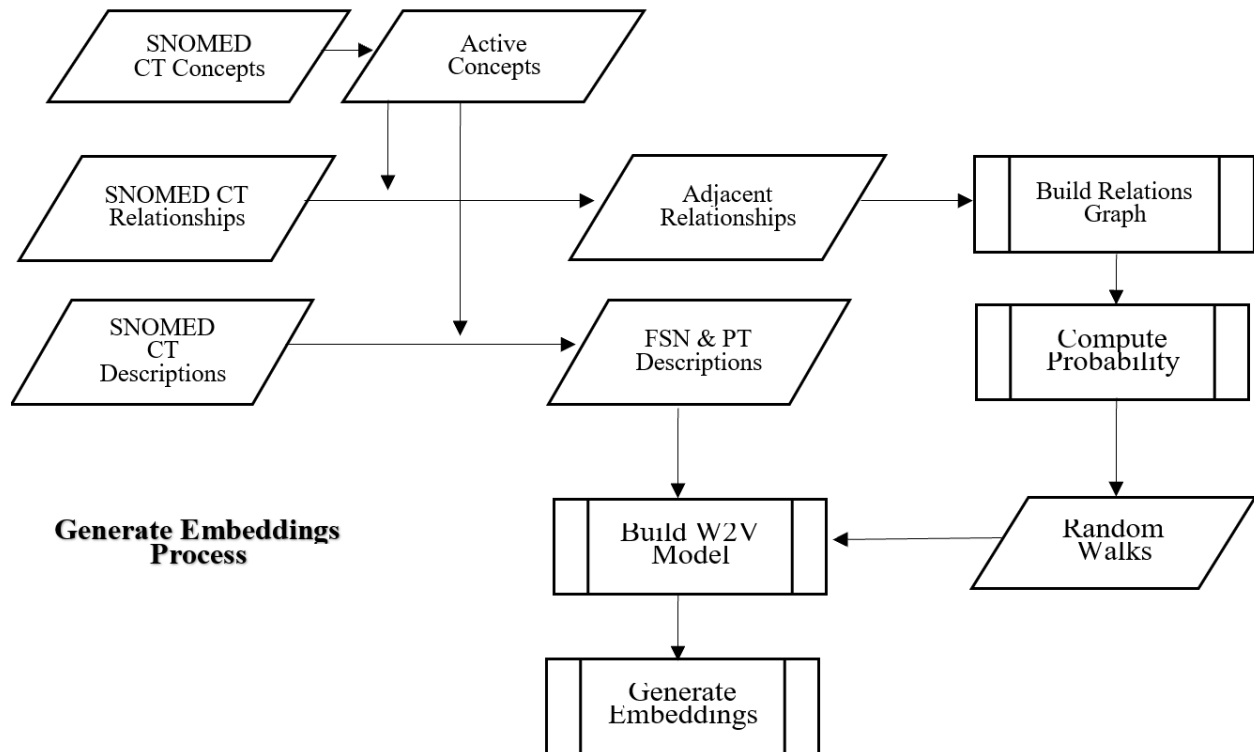 SNOMED
CT Concepts
Active
Concepts
SNOMED CT
Relationships
Adjacent
Relationships
Build Relations
Graph
SNOMED
CT
Descriptions
FSN & PT
Descriptions
Compute
Probability
Generate Embeddings
Process
Build W2V
Model
Random
Walks
Generate
Embeddings